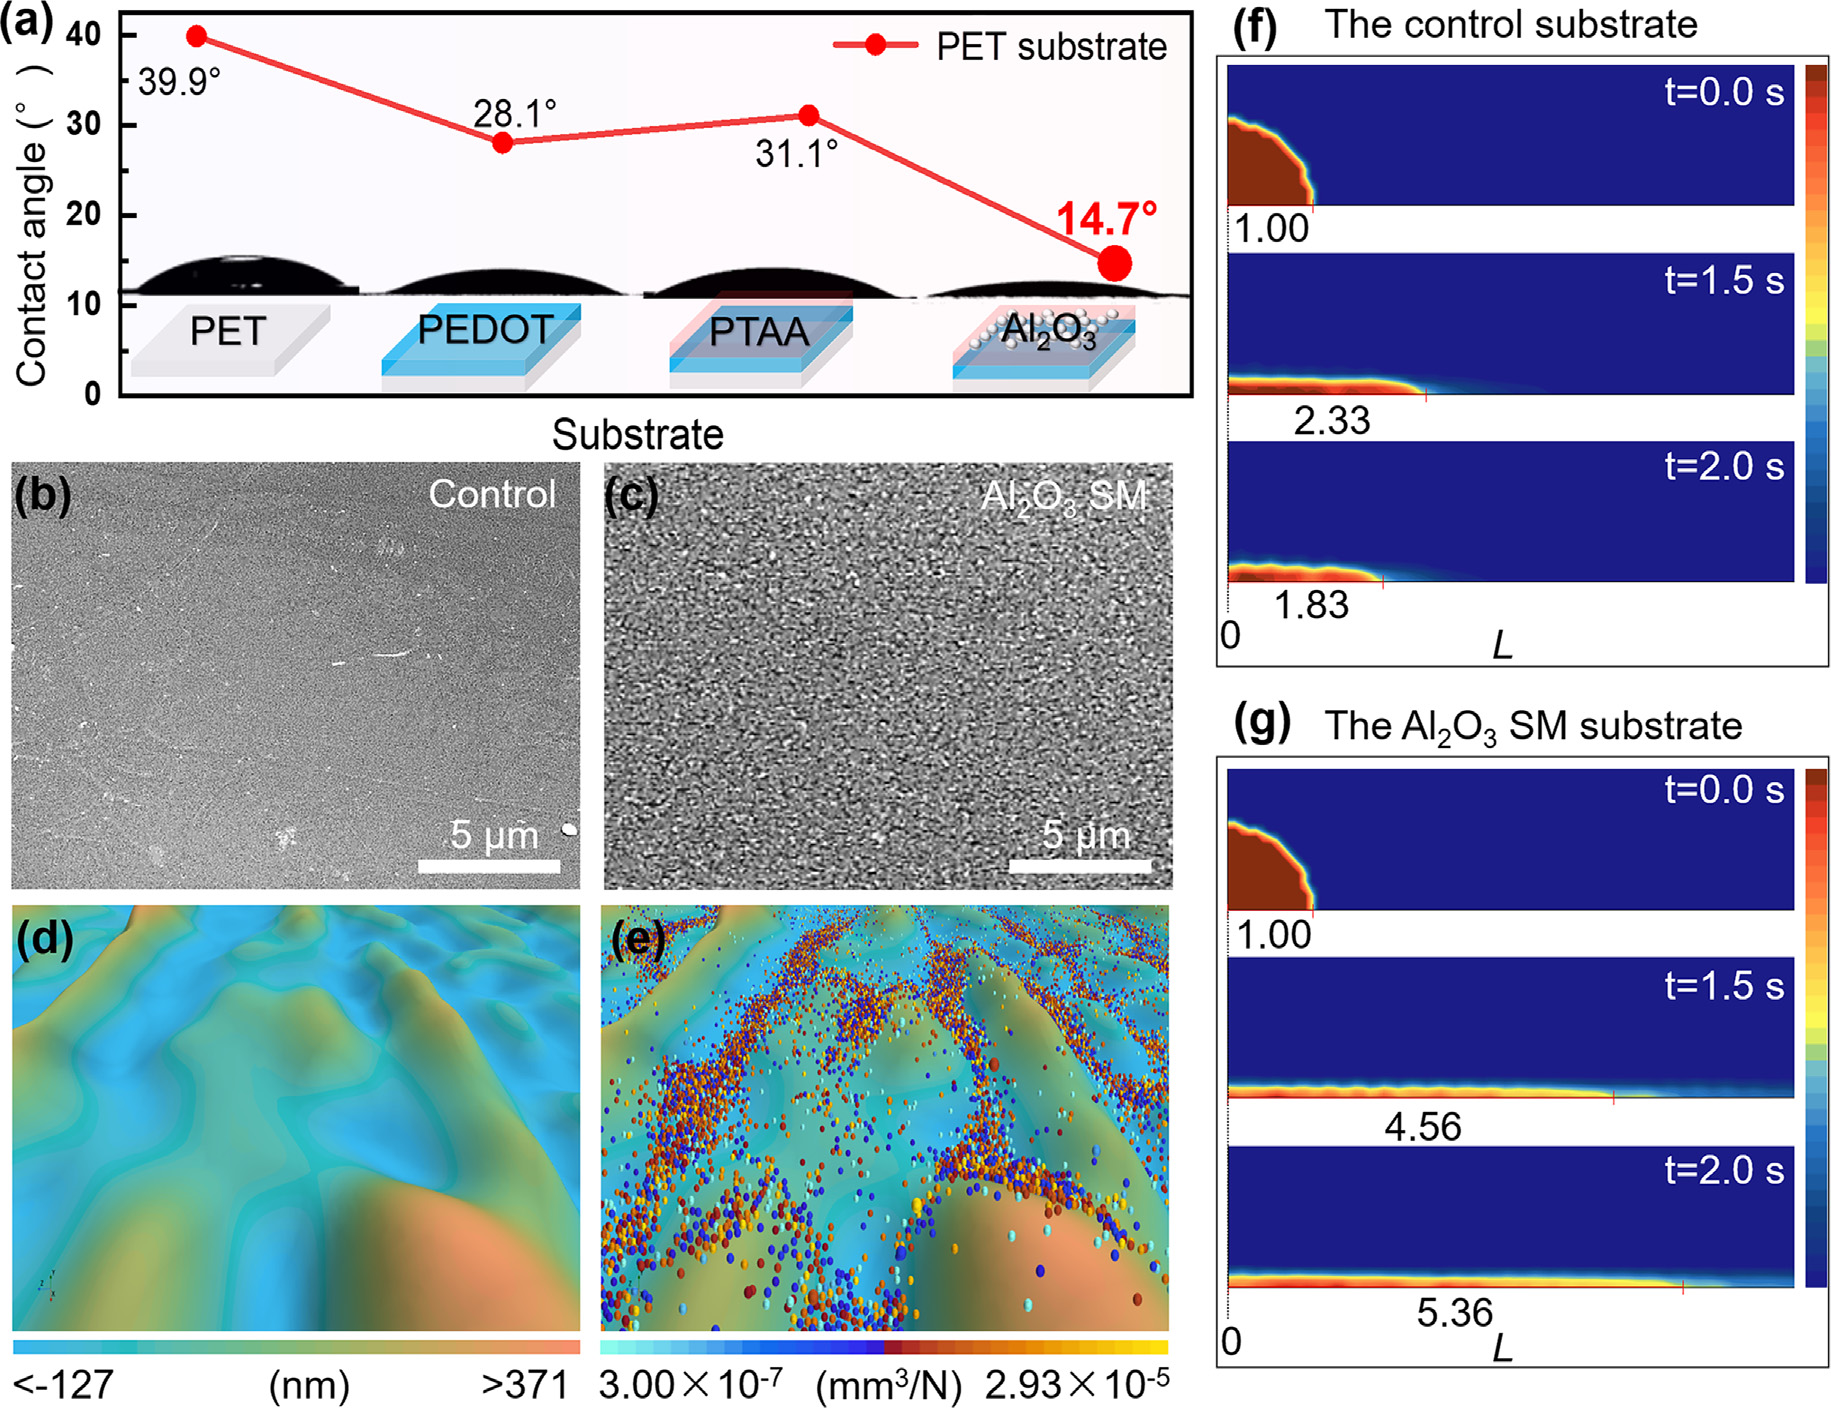 (a)
Contact angle (°)
40
30
20
10
0
39.9°
28.1°
31.1°
14.7°
PET substrate
PET
PEDOT
PTAA
Al₂O₃
Substrate
(b)
Control
5 μm
(c)
Al₂O₃ SM
5 μm
(d)
<-127 (nm) >371
(e)
3.00×10⁻⁷ (mm³/N) 2.93×10⁻⁵
(f) The control substrate
t=0.0 s
1.00
t=1.5 s
2.33
t=2.0 s
1.83
0
L
(g) The Al₂O₃ SM substrate
t=0.0 s
1.00
t=1.5 s
4.56
t=2.0 s
5.36
0
L